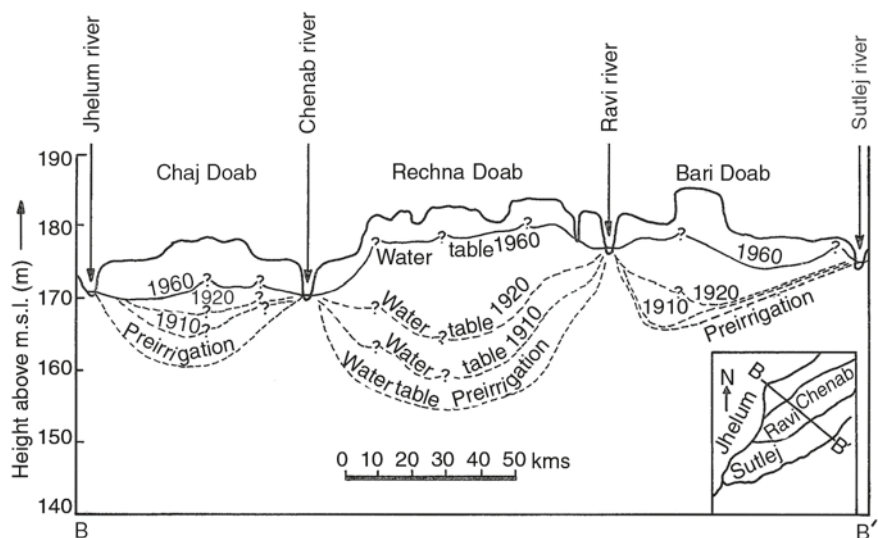 Jhelum river
Chenab river
Ravi river
Sutlej river
Height above m.s.l. (m)
190
180
170
160
150
140
Chaj Doab
Rechna Doab
Bari Doab
1960 ?
?
1920 ?
?
1910 ?
?
Preirrigation
? Water ? table 1960 ?
? Water ? table 1920
? Water ? table 1910
Water table Preirrigation
?
1960
?
?
1920
1910
Preirrigation
0 10 20 30 40 50 kms
N
B
B'
Jhelum
Chenab
Ravi
Sutlej
B
B′